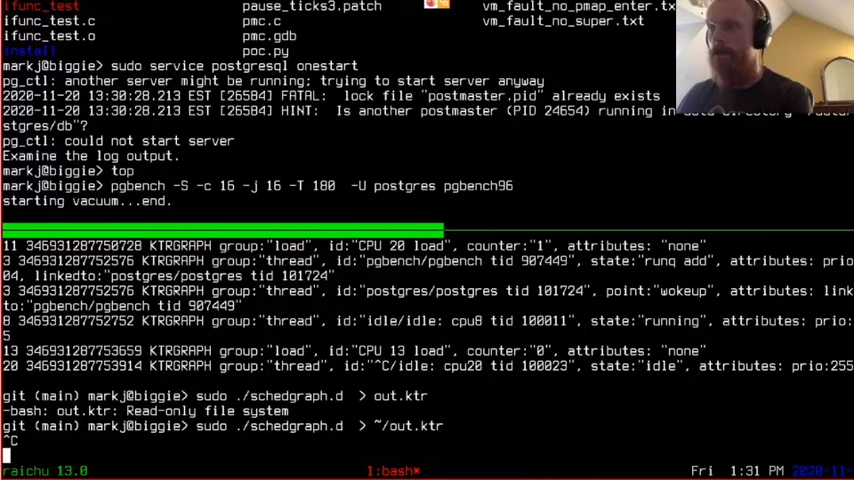 ifunc_test pause_ticks3.patch vm_fault_no_pmap_enter.tx
ifunc_test.c pmc.c vm_fault_no_super.txt
ifunc_test.o pmc.gdb
install poc.py
markj@biggie> sudo service postgresql onestart
pg_ctl: another server might be running; trying to start server anyway
2020-11-20 13:30:28.213 EST [26584] FATAL:  lock file "postmaster.pid" already exists
2020-11-20 13:30:28.213 EST [26584] HINT:  Is another postmaster (PID 24654) running in
stgres/db"?
pg_ctl: could not start server
Examine the log output.
markj@biggie> top
markj@biggie> pgbench -S -c 16 -j 16 -T 180  -U postgres pgbench96
starting vacuum...end.
11 346931287750728 KTRGRAPH group:"load", id:"CPU 20 load", counter:"1", attributes: "none"
3 346931287752576 KTRGRAPH group:"thread", id:"pgbench/pgbench tid 907449", state:"runq add", attributes: prio
04, linkedto:"postgres/postgres tid 101724"
3 346931287752576 KTRGRAPH group:"thread", id:"postgres/postgres tid 101724", point:"wokeup", attributes: link
to:"pgbench/pgbench tid 907449"
8 346931287752752 KTRGRAPH group:"thread", id:"idle/idle: cpu8 tid 100011", state:"running", attributes: prio:
5
13 346931287753659 KTRGRAPH group:"load", id:"CPU 13 load", counter:"0", attributes: "none"
20 346931287753914 KTRGRAPH group:"thread", id:"^C/idle: cpu20 tid 100023", state:"idle", attributes: prio:255
git (main) markj@biggie> sudo ./schedgraph.d  > out.ktr
-bash: out.ktr: Read-only file system
git (main) markj@biggie> sudo ./schedgraph.d  > ~/out.ktr
^C
raichu 13.0 1:bash* Fri  1:31 PM 2020-11-